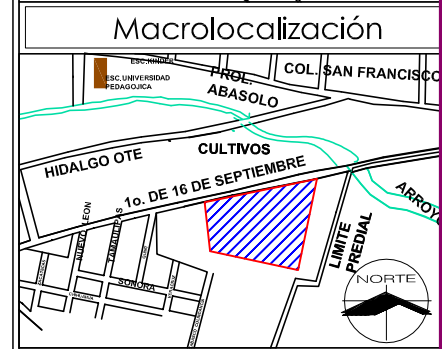 Macrolocalización
ESC.KINDER
ESC.UNIVERSIDAD
PEDAGOJICA
PROL.
ABASOLO
COL. SAN FRANCISCO
CULTIVOS
HIDALGO OTE
1o. DE 16 DE SEPTIEMBRE
ARROYO
NUEVO LEON
TAMAULIPAS
LIMITE
PREDIAL
SONORA
CHIHUAHUA
NORTE